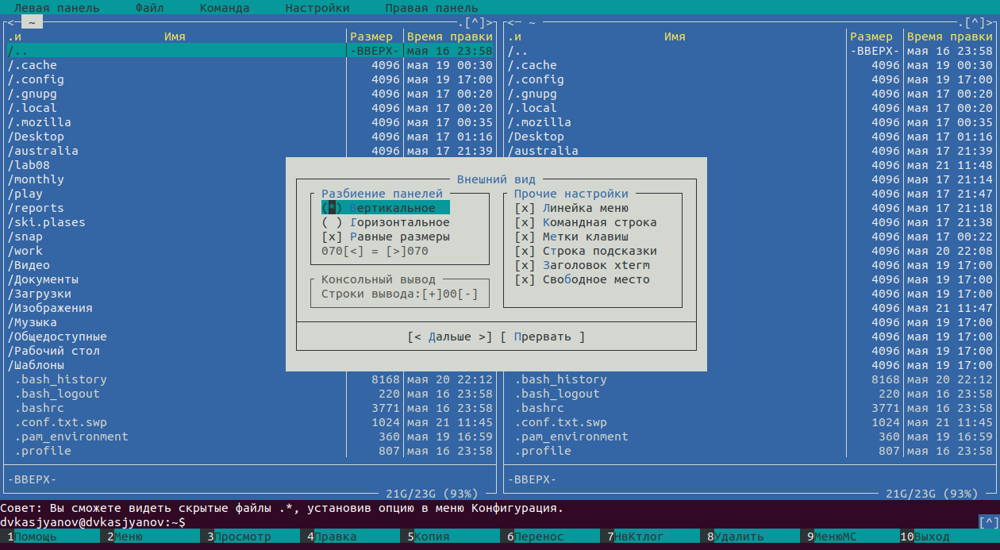 Левая панель Файл Команда Настройки Правая панель
<─ ~ .[^]> <─ ~ .[^]>
.и Имя Размер Время правки .и Имя Размер Время правки
/.. -ВВЕРХ- мая 16 23:58 /.. -ВВЕРХ- мая 16 23:58
/.cache 4096 мая 19 00:30 /.cache 4096 мая 19 00:30
/.config 4096 мая 19 17:00 /.config 4096 мая 19 17:00
/.gnupg 4096 мая 17 00:20 /.gnupg 4096 мая 17 00:20
/.local 4096 мая 17 00:20 /.local 4096 мая 17 00:20
/.mozilla 4096 мая 17 00:35 /.mozilla 4096 мая 17 00:35
/Desktop 4096 мая 17 01:16 /Desktop 4096 мая 17 01:16
/australia 4096 мая 17 21:39 /australia 4096 мая 17 21:39
/lab08 4096 мая 21 11:48
/monthly Внешний вид 4096 мая 17 21:14
/play Разбиение панелей Прочие настройки 4096 мая 17 21:47
/reports (*) Вертикальное [x] Линейка меню 4096 мая 17 21:18
/ski.plases ( ) Горизонтальное [x] Командная строка 4096 мая 17 21:38
/snap [x] Равные размеры [x] Метки клавиш 4096 мая 17 00:22
/work 070[<] = [>]070 [x] Строка подсказки 4096 мая 20 22:08
/Видео [x] Заголовок xterm 4096 мая 19 17:00
/Документы Консольный вывод [x] Свободное место 4096 мая 19 17:00
/Загрузки Строки вывода:[+]00[-] 4096 мая 19 17:00
/Изображения 4096 мая 21 11:47
/Музыка 4096 мая 19 17:00
/Общедоступные [< Дальше >] [ Прервать ] 4096 мая 19 17:00
/Рабочий стол 4096 мая 19 17:00
/Шаблоны 4096 мая 19 17:00
.bash_history 8168 мая 20 22:12 .bash_history 8168 мая 20 22:12
.bash_logout 220 мая 16 23:58 .bash_logout 220 мая 16 23:58
.bashrc 3771 мая 16 23:58 .bashrc 3771 мая 16 23:58
.conf.txt.swp 1024 мая 21 11:45 .conf.txt.swp 1024 мая 21 11:45
.pam_environment 360 мая 19 16:59 .pam_environment 360 мая 19 16:59
.profile 807 мая 16 23:58 .profile 807 мая 16 23:58
-ВВЕРХ- -ВВЕРХ-
21G/23G (93%) 21G/23G (93%)
Совет: Вы сможете видеть скрытые файлы .*, установив опцию в меню Конфигурация.
dvkasjyanov@dvkasjyanov:~$ [^]
1Помощь 2Меню 3Просмотр 4Правка 5Копия 6Перенос 7НвКтлог 8Удалить 9МенюMC 10Выход